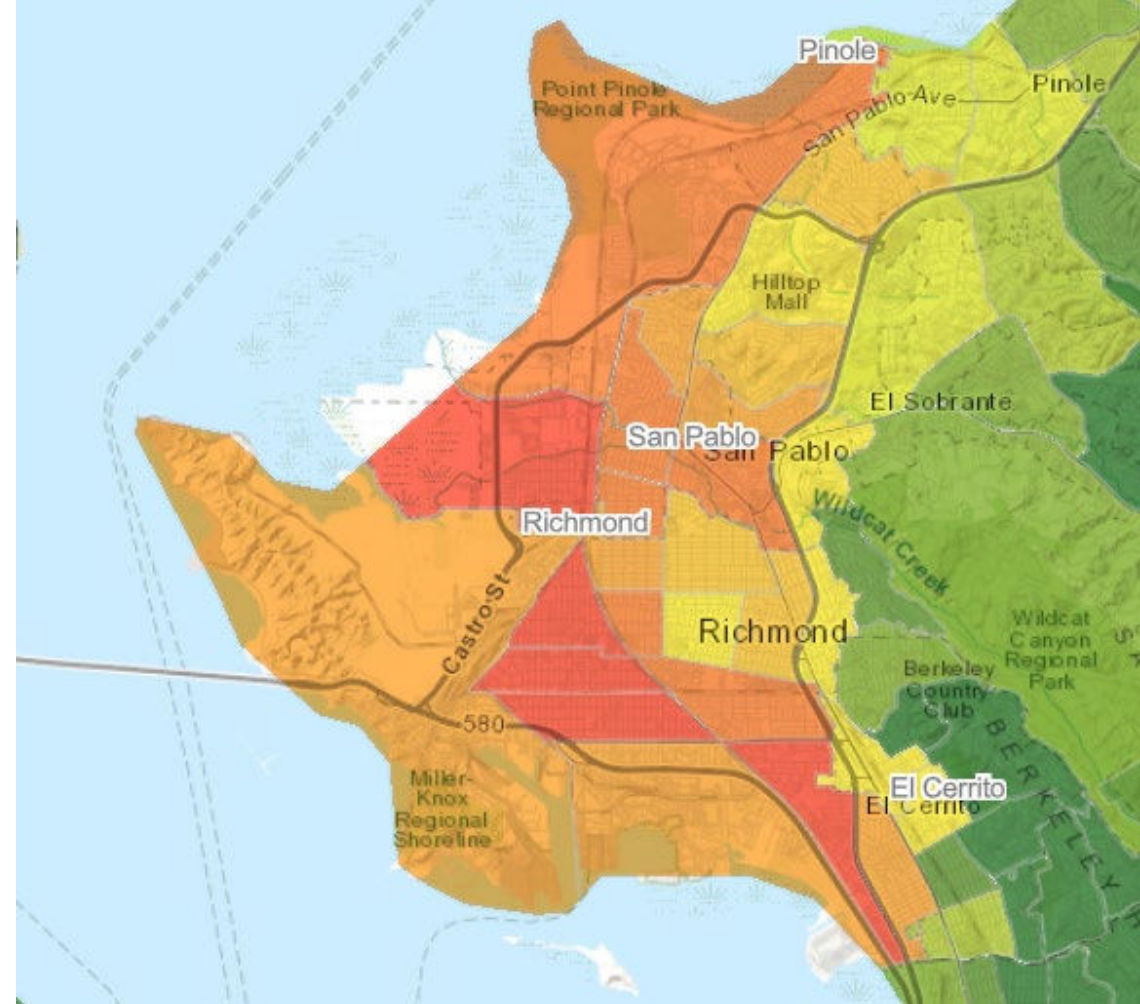 Pinole
Pinole
Point Pinole
Regional Park
San Pablo Ave
Hilltop
Mall
El Sobrante
San Pablo
San Pablo
Wildcat Creek
Richmond
Castro St
Richmond
Wildcat
Canyon
Regional
Park
Berkeley
Country
Club
580
BERKELEY
Miller-
Knox
Regional
Shoreline
El Cerrito
El Cerrito